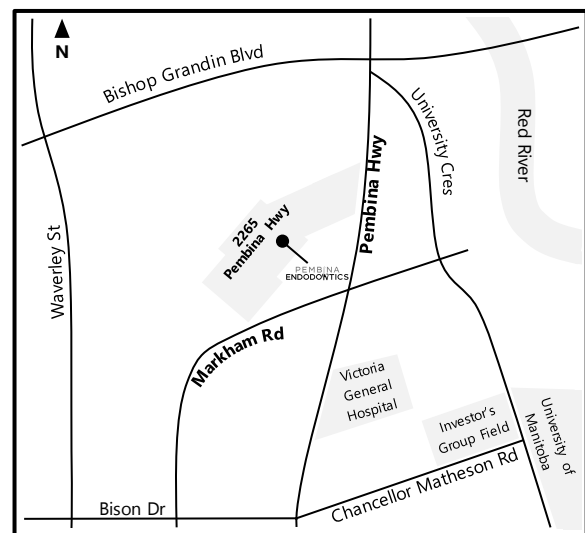 N
Bishop Grandin Blvd
University Cres
Red River
Pembina Hwy
2265
Pembina Hwy
PEMBINA
ENDODONTICS
Waverley St
Markham Rd
Victoria
General
Hospital
Investor's
Group Field
University of
Manitoba
Chancellor Matheson Rd
Bison Dr